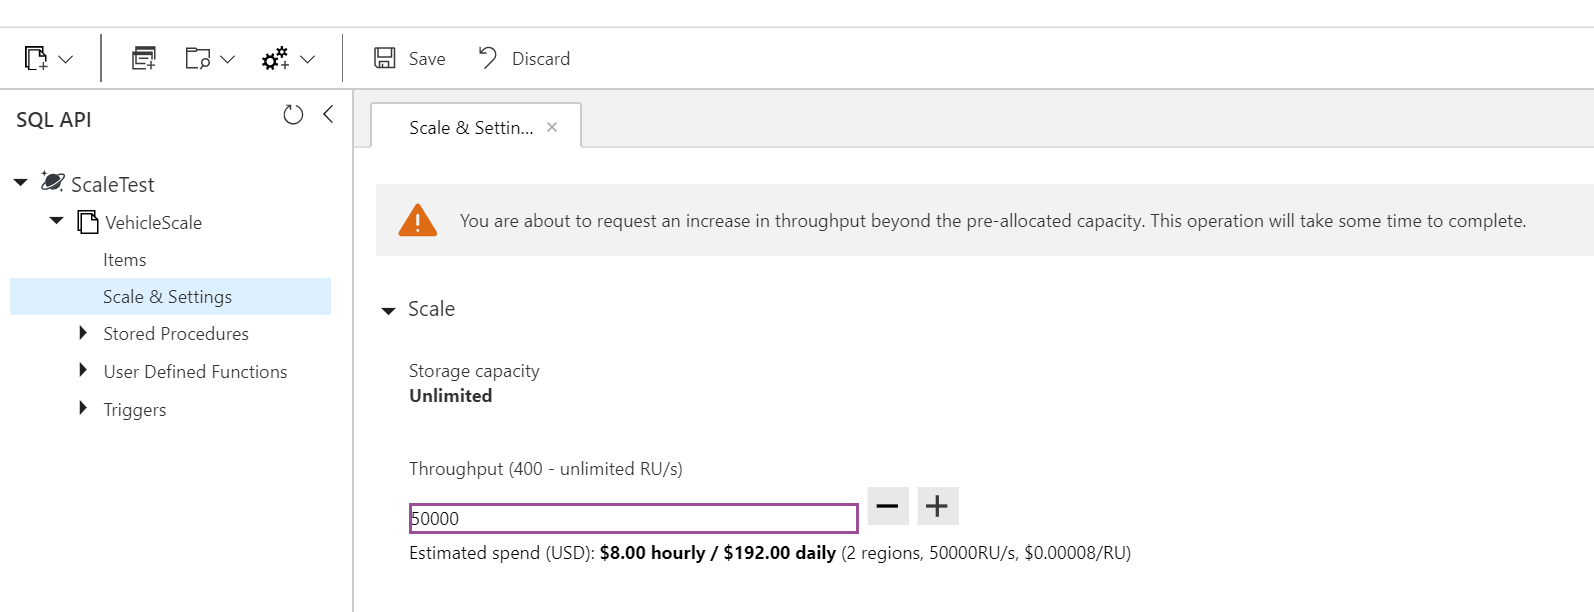 Save
Discard
SQL API
ScaleTest
VehicleScale
Items
Scale & Settings
Stored Procedures
User Defined Functions
Triggers
Scale & Settin...
You are about to request an increase in throughput beyond the pre-allocated capacity. This operation will take some time to complete.
Scale
Storage capacity
Unlimited
Throughput (400 - unlimited RU/s)
50000
Estimated spend (USD): $8.00 hourly / $192.00 daily (2 regions, 50000RU/s, $0.00008/RU)